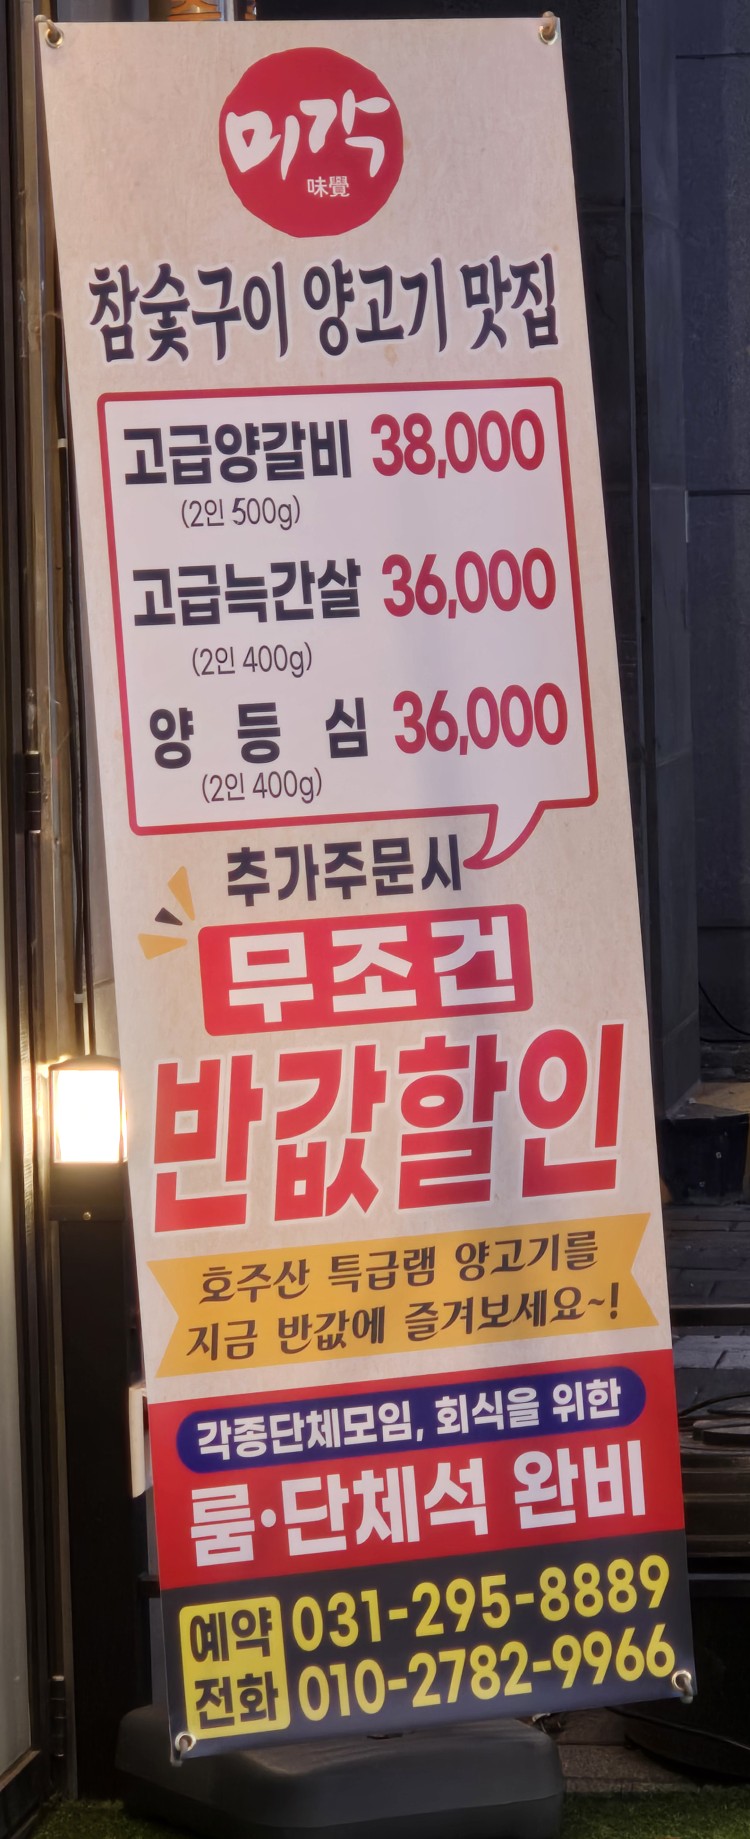 미각
味覺
참숯구이 양고기 맛집
고급양갈비 38,000
(2인 500g)
고급늑간살 36,000
(2인 400g)
양 등 심 36,000
(2인 400g)
추가주문시
무조건
반값할인
호주산 특급램 양고기를
지금 반값에 즐겨보세요~!
각종단체모임, 회식을 위한
룸·단체석 완비
예약 031-295-8889
전화 010-2782-9966